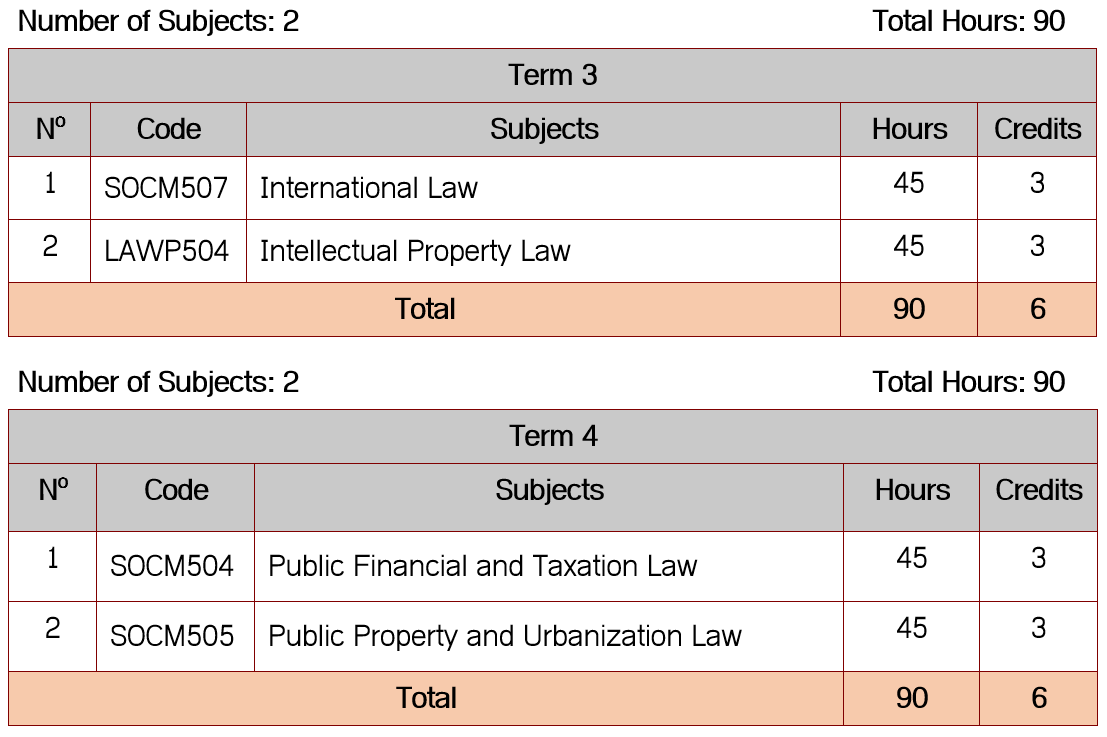 Number of Subjects: 2 Total Hours: 90
Term 3
Nº Code Subjects Hours Credits
1 SOCM507 International Law 45 3
2 LAWP504 Intellectual Property Law 45 3
Total 90 6
Number of Subjects: 2 Total Hours: 90
Term 4
Nº Code Subjects Hours Credits
1 SOCM504 Public Financial and Taxation Law 45 3
2 SOCM505 Public Property and Urbanization Law 45 3
Total 90 6